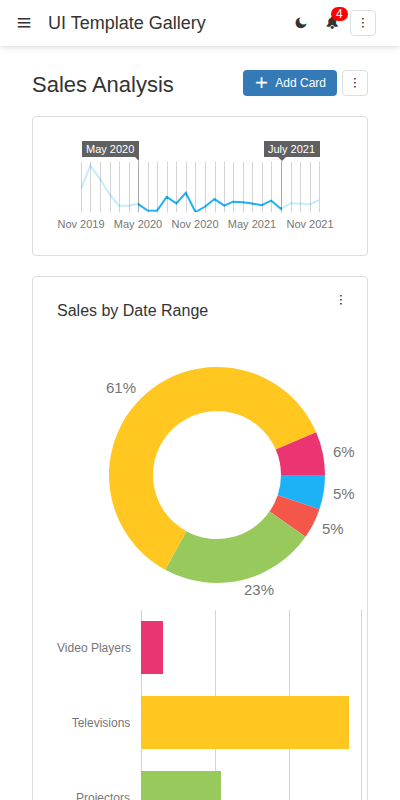 UI Template Gallery
4
Sales Analysis
Add Card
May 2020
July 2021
Nov 2019 May 2020 Nov 2020 May 2021 Nov 2021
Sales by Date Range
61%
6%
5%
5%
23%
Video Players
Televisions
Projectors